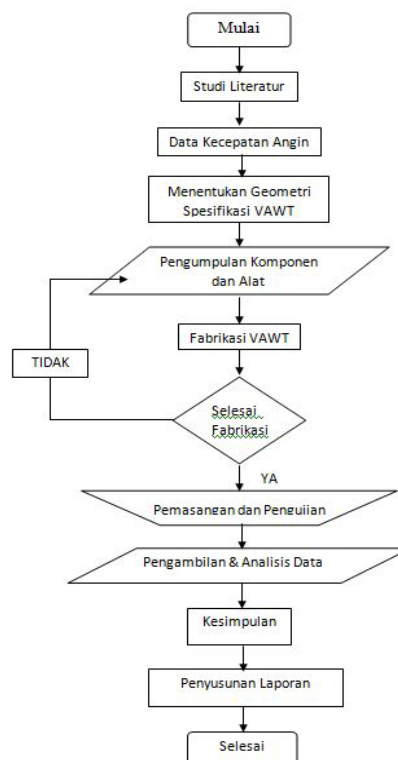 Mulai
Studi Literatur
Data Kecepatan Angin
Menentukan Geometri
Spesifikasi VAWT
Pengumpulan Komponen
dan Alat
Fabrikasi VAWT
TIDAK
Selesai
Fabrikasi
YA
Pemasangan dan Pengujian
Pengambilan & Analisis Data
Kesimpulan
Penyusunan Laporan
Selesai